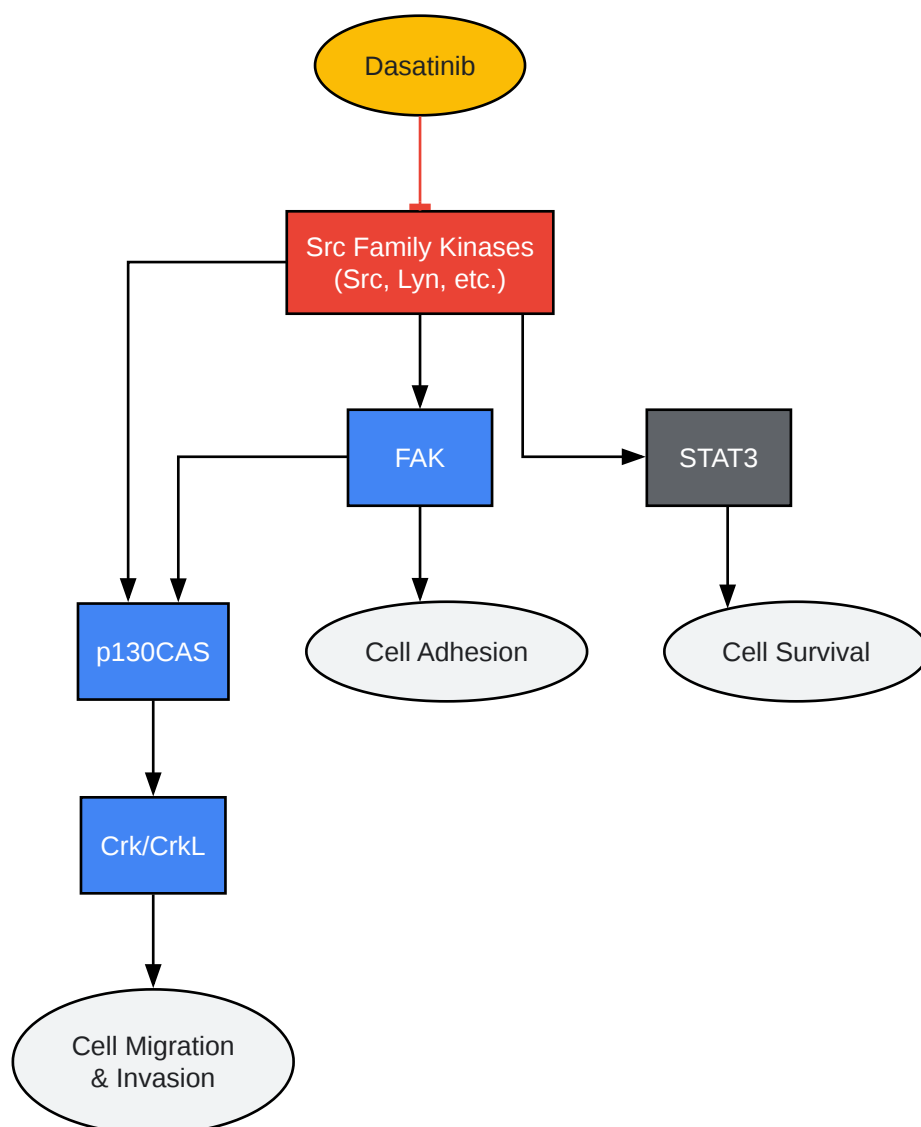 Dasatinib
Src Family Kinases
(Src, Lyn, etc.)
FAK
STAT3
p130CAS
Cell Adhesion
Cell Survival
Crk/CrkL
Cell Migration
& Invasion